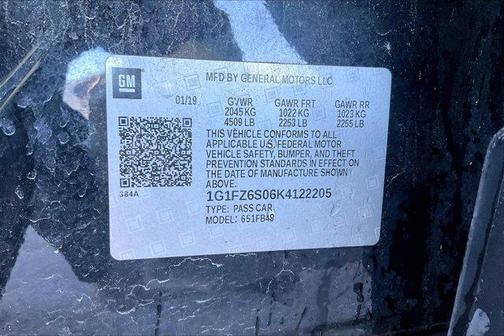 GM
MFD BY GENERAL MOTORS LLC
01/19 GVWR GAWR FRT GAWR RR
2045 KG 1022 KG 1023 KG
4509 LB 2253 LB 2255 LB
THIS VEHICLE CONFORMS TO ALL
APPLICABLE U.S. FEDERAL MOTOR
VEHICLE SAFETY, BUMPER, AND THEFT
PREVENTION STANDARDS IN EFFECT ON
THE DATE OF MANUFACTURE SHOWN
ABOVE.
384A
1G1FZ6S06K4122205
TYPE: PASS CAR
MODEL: 651FB48